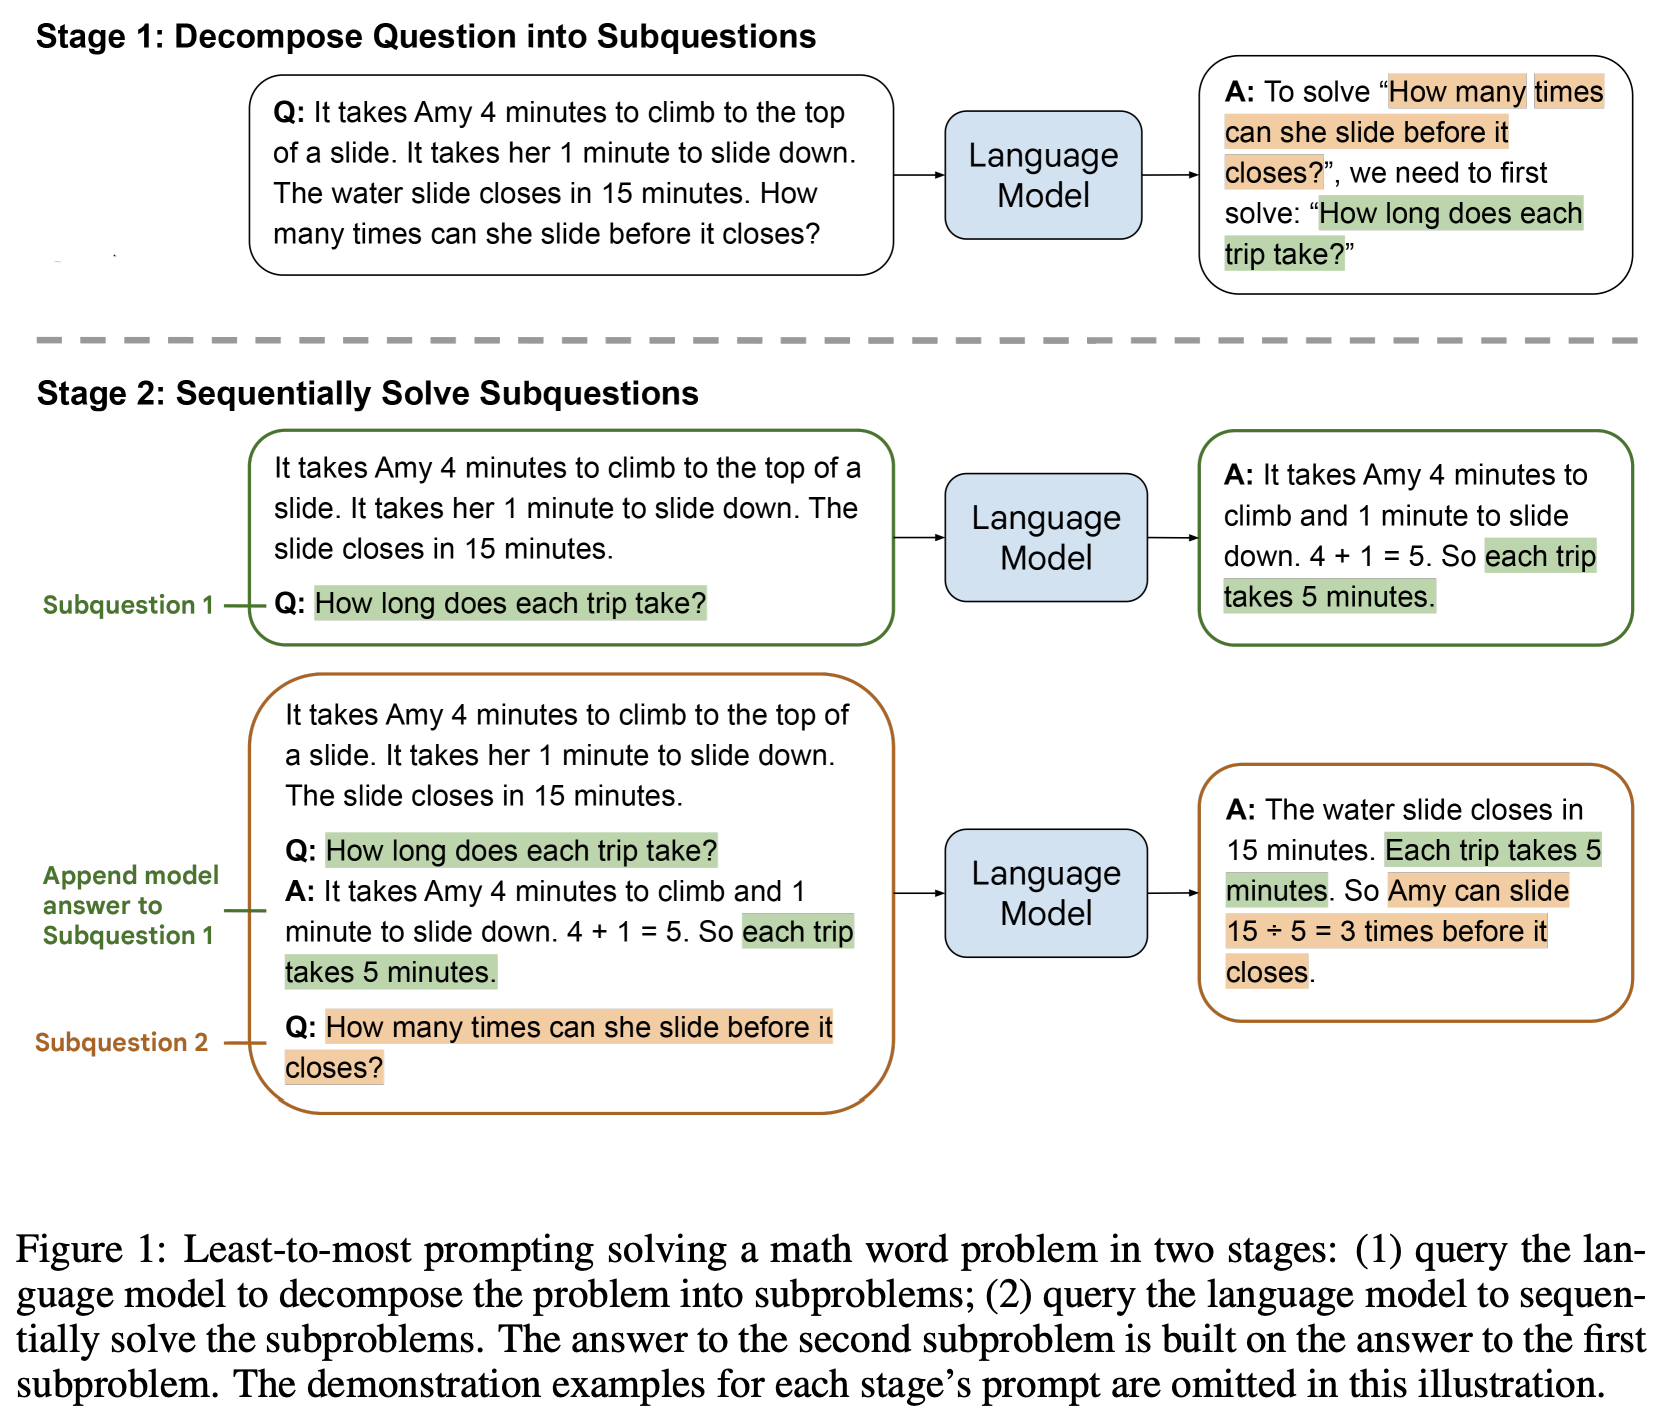 Stage 1: Decompose Question into Subquestions
Q: It takes Amy 4 minutes to climb to the top
of a slide. It takes her 1 minute to slide down.
The water slide closes in 15 minutes. How
many times can she slide before it closes?
Language
Model
A: To solve “How many times
can she slide before it
closes?”, we need to first
solve: “How long does each
trip take?”
Stage 2: Sequentially Solve Subquestions
It takes Amy 4 minutes to climb to the top of a
slide. It takes her 1 minute to slide down. The
slide closes in 15 minutes.
Subquestion 1
Q: How long does each trip take?
Language
Model
A: It takes Amy 4 minutes to
climb and 1 minute to slide
down. 4 + 1 = 5. So each trip
takes 5 minutes.
It takes Amy 4 minutes to climb to the top of
a slide. It takes her 1 minute to slide down.
The slide closes in 15 minutes.
Append model
answer to
Subquestion 1
Q: How long does each trip take?
A: It takes Amy 4 minutes to climb and 1
minute to slide down. 4 + 1 = 5. So each trip
takes 5 minutes.
Subquestion 2
Q: How many times can she slide before it
closes?
Language
Model
A: The water slide closes in
15 minutes. Each trip takes 5
minutes. So Amy can slide
15 ÷ 5 = 3 times before it
closes.
Figure 1: Least-to-most prompting solving a math word problem in two stages: (1) query the lan-
guage model to decompose the problem into subproblems; (2) query the language model to sequen-
tially solve the subproblems. The answer to the second subproblem is built on the answer to the first
subproblem. The demonstration examples for each stage’s prompt are omitted in this illustration.